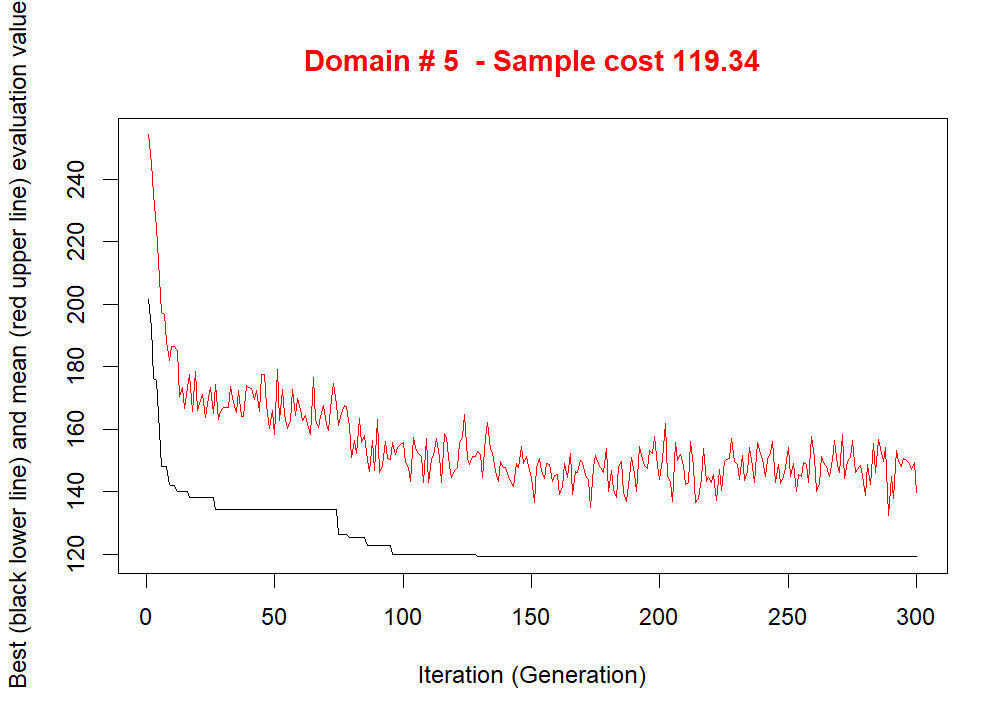 Domain # 5  - Sample cost 119.34
Best (black lower line) and mean (red upper line) evaluation value
240
220
200
180
160
140
120
0 50 100 150 200 250 300
Iteration (Generation)